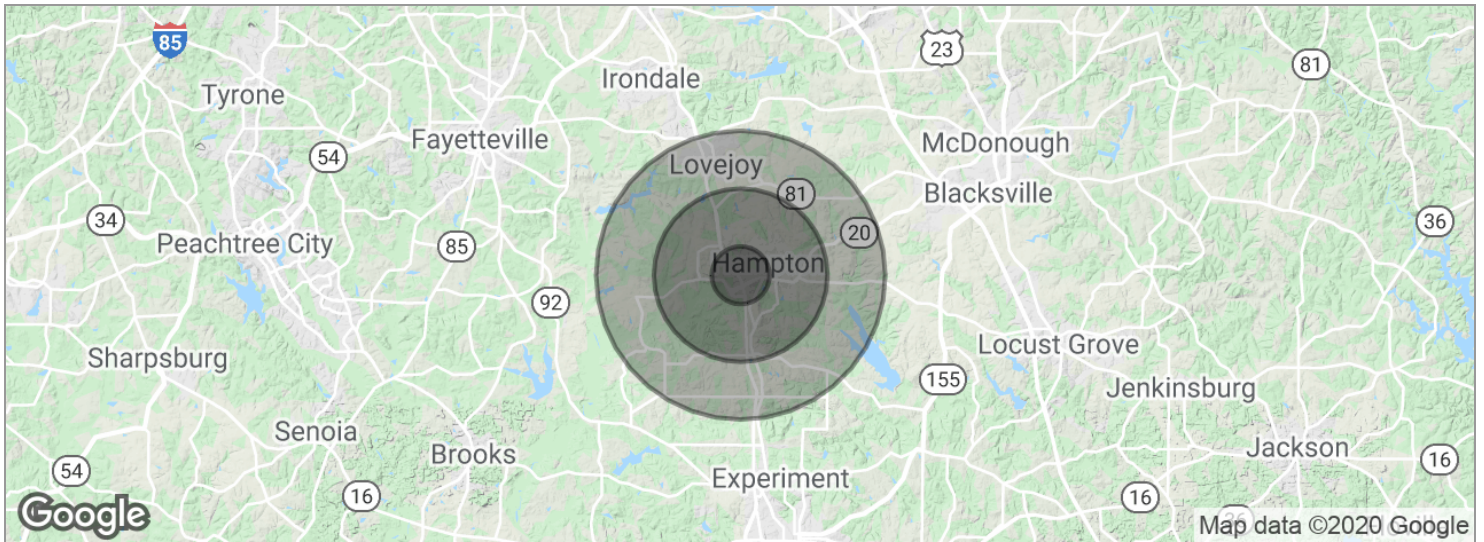 85
23
81
Irondale
Tyrone
Fayetteville
McDonough
54
Lovejoy
81
Blacksville
34
36
20
Peachtree City
85
Hampton
92
Locust Grove
Sharpsburg
155
Jenkinsburg
Senoia
Brooks
Jackson
54
16
Experiment
16
16
Google
Map data ©2020 Google